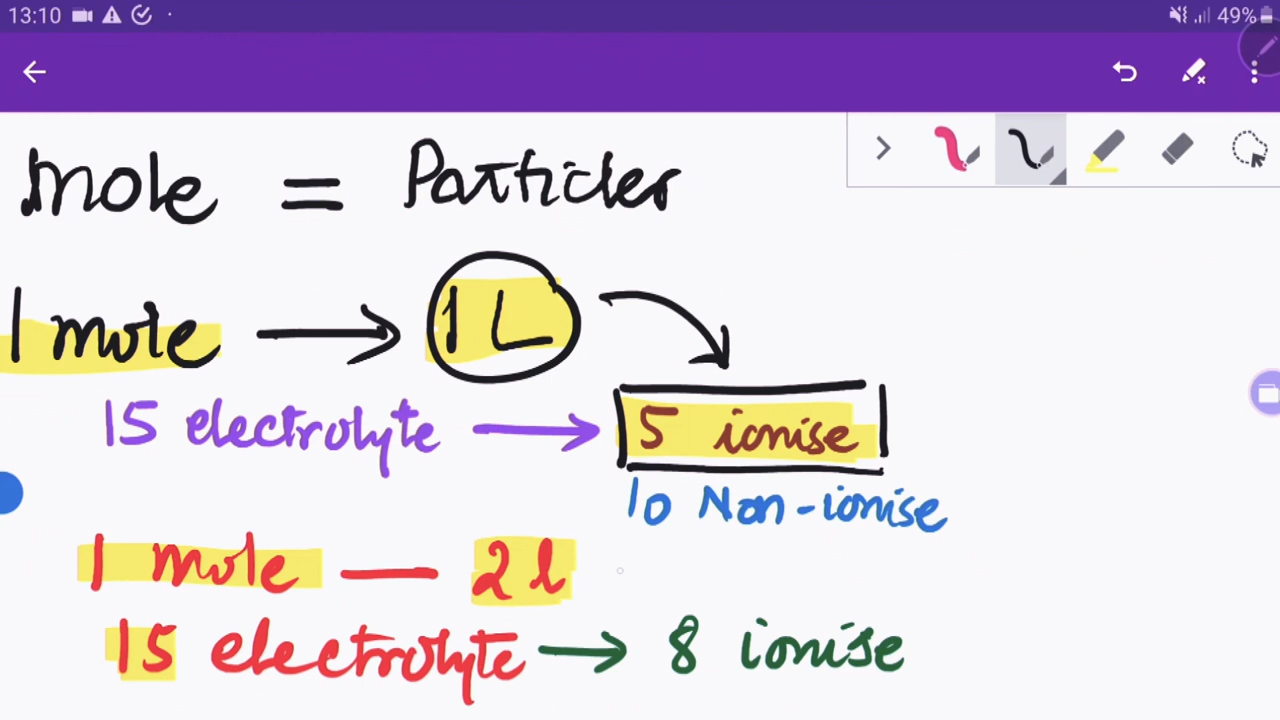 13:10
49%
mole = Particles
1 mole → 1 L
15 electrolyte → 5 ionise
10 Non-ionise
1 mole — 2 l
15 electrolyte → 8 ionise